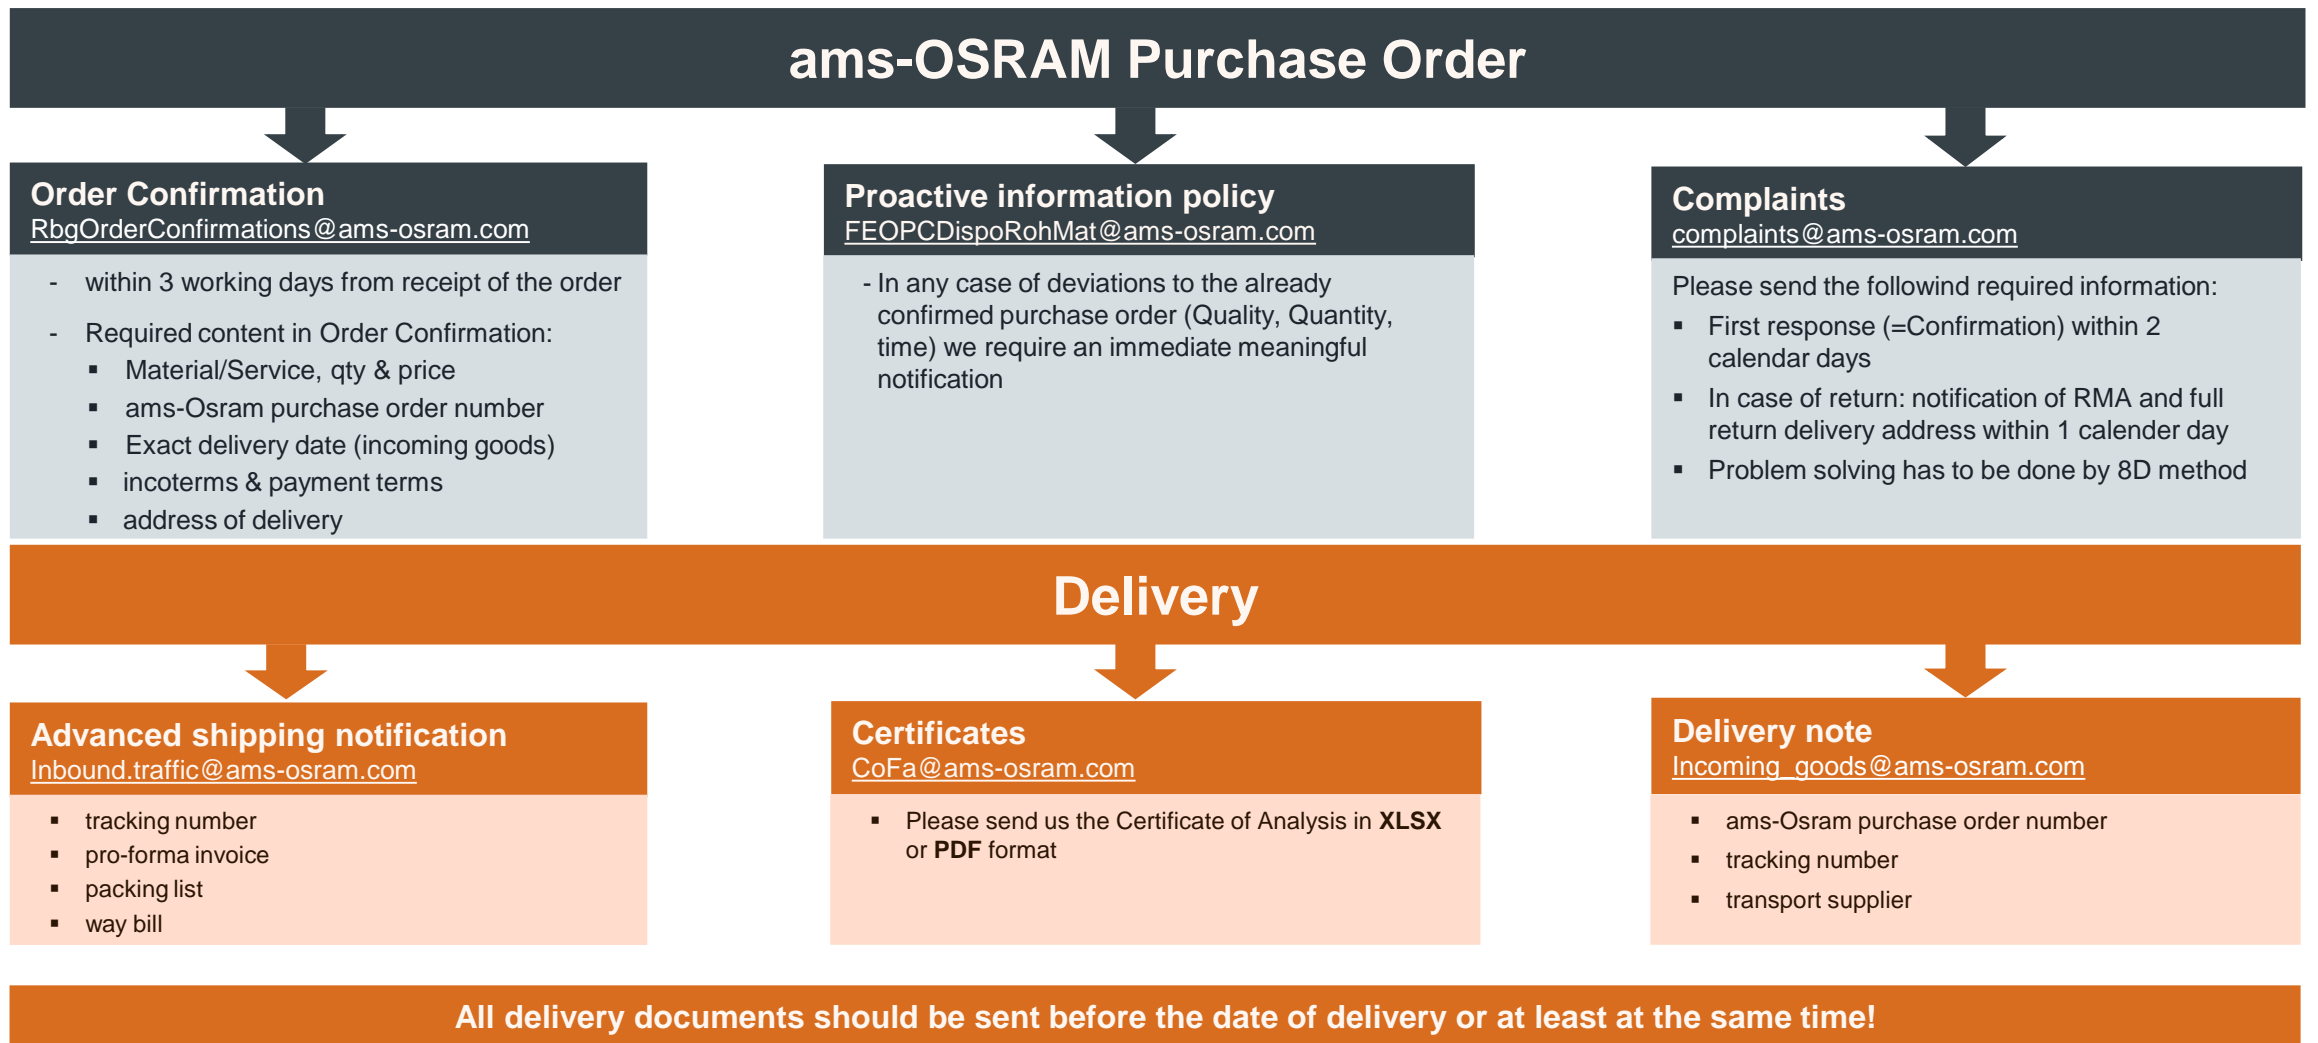 ams-OSRAM Purchase Order
Order Confirmation
RbgOrderConfirmations@ams-osram.com
- within 3 working days from receipt of the order
- Required content in Order Confirmation:
▪ Material/Service, qty & price
▪ ams-Osram purchase order number
▪ Exact delivery date (incoming goods)
▪ incoterms & payment terms
▪ address of delivery
Proactive information policy
FEOPCDispoRohMat@ams-osram.com
- In any case of deviations to the already
confirmed purchase order (Quality, Quantity,
time) we require an immediate meaningful
notification
Complaints
complaints@ams-osram.com
Please send the followind required information:
▪ First response (=Confirmation) within 2
calendar days
▪ In case of return: notification of RMA and full
return delivery address within 1 calender day
▪ Problem solving has to be done by 8D method
Delivery
Advanced shipping notification
Inbound.traffic@ams-osram.com
▪ tracking number
▪ pro-forma invoice
▪ packing list
▪ way bill
Certificates
CoFa@ams-osram.com
▪ Please send us the Certificate of Analysis in XLSX
or PDF format
Delivery note
Incoming_goods@ams-osram.com
▪ ams-Osram purchase order number
▪ tracking number
▪ transport supplier
All delivery documents should be sent before the date of delivery or at least at the same time!